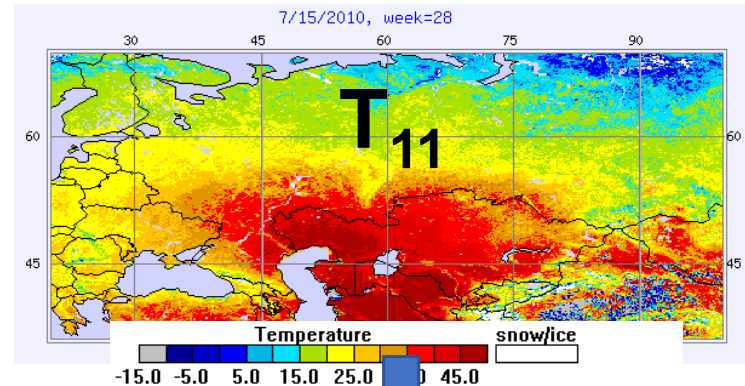 7/15/2010, week=28
30 45 60 75 90
T11
60 60
45 45
Temperature snow/ice
-15.0 -5.0 5.0 15.0 25.0 45.0